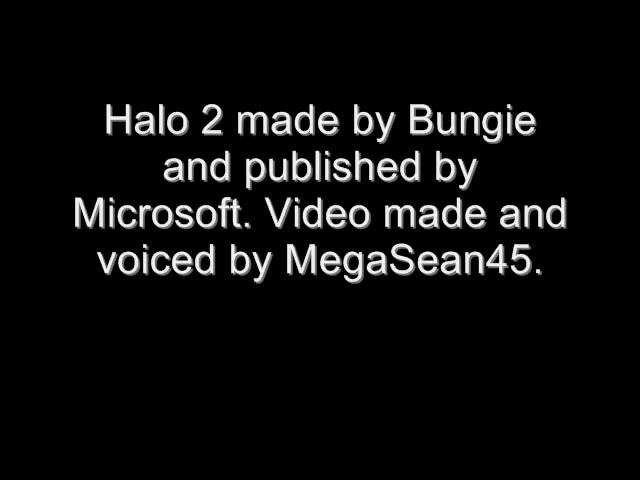 Halo 2 made by Bungie
and published by
Microsoft. Video made and
voiced by MegaSean45.